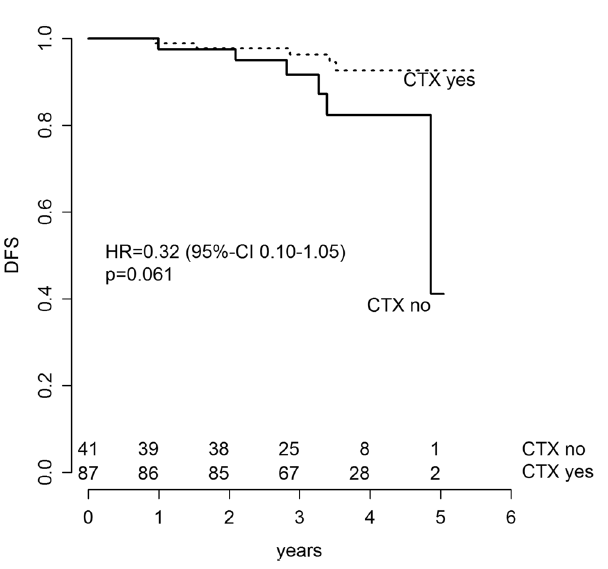 1.0
CTX yes
0.8
0.6
DFS
HR=0.32 (95%-CI 0.10-1.05)
p=0.061
0.4
CTX no
0.2
41 39 38 25 8 1 CTX no
0.0
87 86 85 67 28 2 CTX yes
0 1 2 3 4 5 6
years